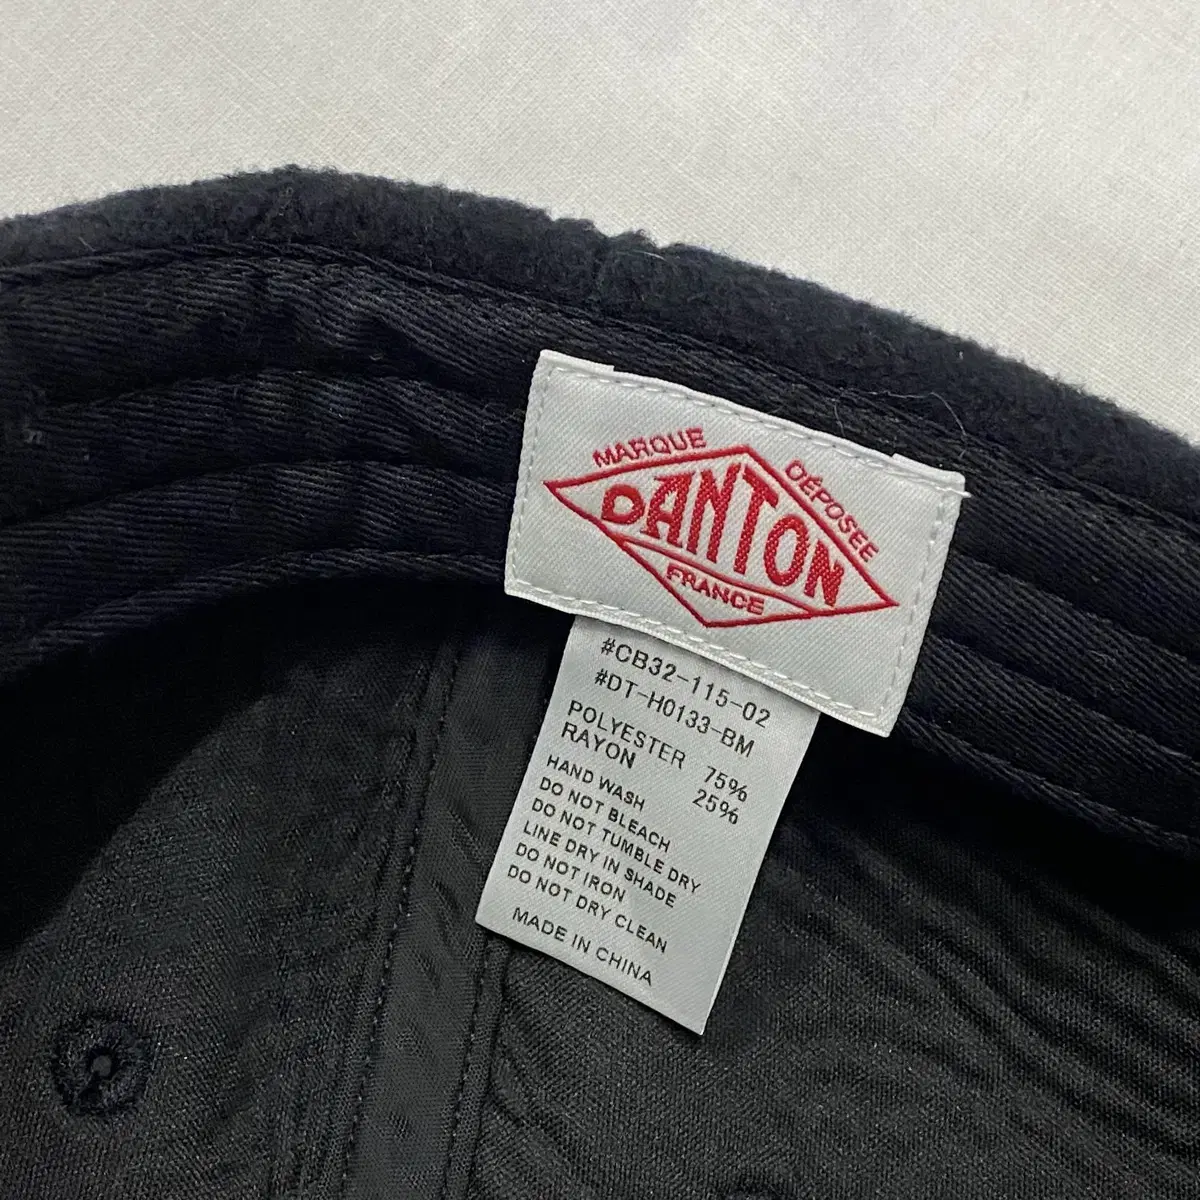 MARQUE DÉPOSÉE
DANTON
FRANCE
#CB32-115-02
#DT-H0133-BM
POLYESTER 75%
RAYON 25%
HAND WASH
DO NOT BLEACH
DO NOT TUMBLE DRY
LINE DRY IN SHADE
DO NOT IRON
DO NOT DRY CLEAN
MADE IN CHINA